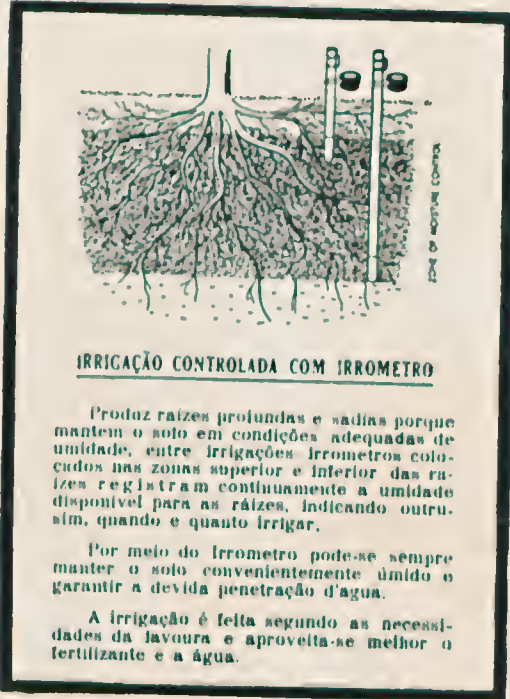 IRRIGAÇÃO CONTROLADA COM IRROMETRO
Produz raízes profundas e sadias porque
mantem o solo em condições adequadas de
umidade, entre irrigações irrometros colo-
cados nas zonas superior e inferior das ra-
ízes registram continuamente a umidade
disponivel para as ráizes, indicando outru-
sim, quando e quanto irrigar.
Por meio do Irrometro pode-se sempre
manter o solo convenientemente úmido e
garantir a devida penetração d'agua.
A irrigação é feita segundo as necessi-
dades da lavoura e aproveita-se melhor o
fertilizante e a água.